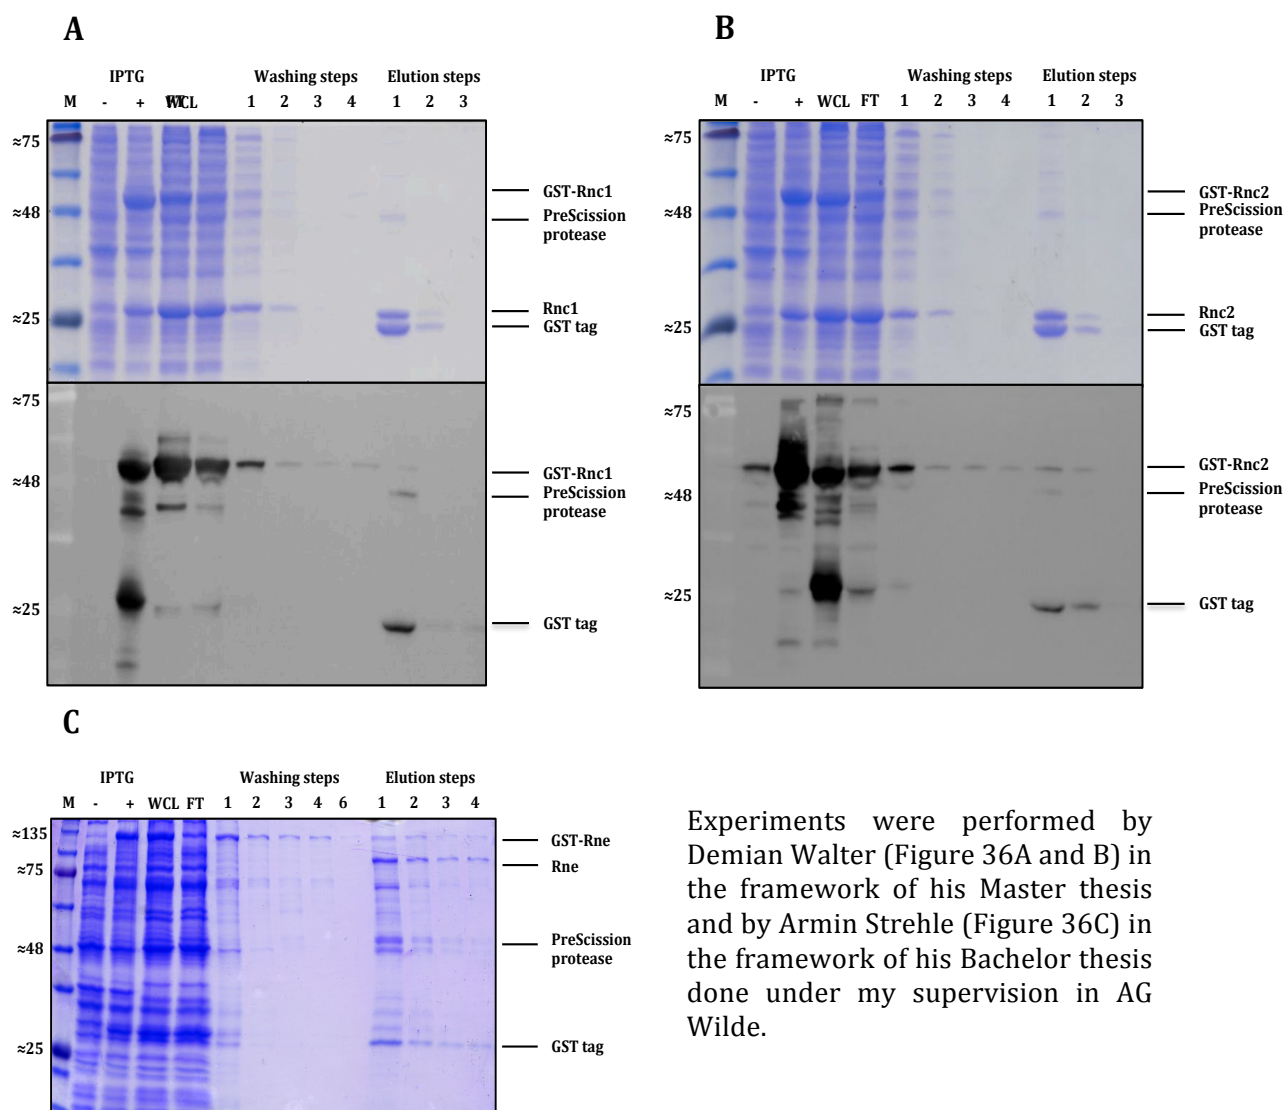 A
IPTG Washing steps Elution steps
M - + WCL 1 2 3 4 1 2 3
≈75
≈48
≈25
GST-Rnc1
PreScission
protease
Rnc1
GST tag
≈75
≈48
≈25
GST-Rnc1
PreScission
protease
GST tag
B
IPTG Washing steps Elution steps
M - + WCL FT 1 2 3 4 1 2 3
≈75
≈48
≈25
GST-Rnc2
PreScission
protease
Rnc2
GST tag
≈75
≈48
≈25
GST-Rnc2
PreScission
protease
GST tag
C
IPTG Washing steps Elution steps
M - + WCL FT 1 2 3 4 6 1 2 3 4
≈135
≈75
≈48
≈25
GST-Rne
Rne
PreScission
protease
GST tag
Experiments were performed by
Demian Walter (Figure 36A and B) in
the framework of his Master thesis
and by Armin Strehle (Figure 36C) in
the framework of his Bachelor thesis
done under my supervision in AG
Wilde.